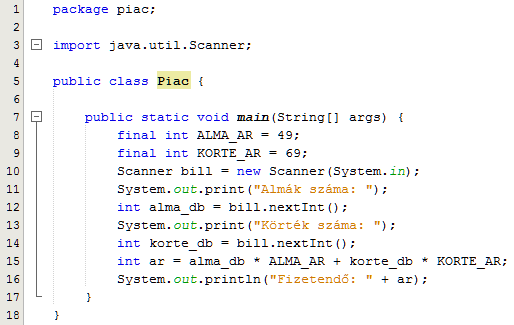 1 package piac;
2
3 import java.util.Scanner;
4
5 public class Piac {
6
7 public static void main(String[] args) {
8 final int ALMA_AR = 49;
9 final int KORTE_AR = 69;
10 Scanner bill = new Scanner(System.in);
11 System.out.print("Almák száma: ");
12 int alma_db = bill.nextInt();
13 System.out.print("Körték száma: ");
14 int korte_db = bill.nextInt();
15 int ar = alma_db * ALMA_AR + korte_db * KORTE_AR;
16 System.out.println("Fizetendő: " + ar);
17 }
18 }